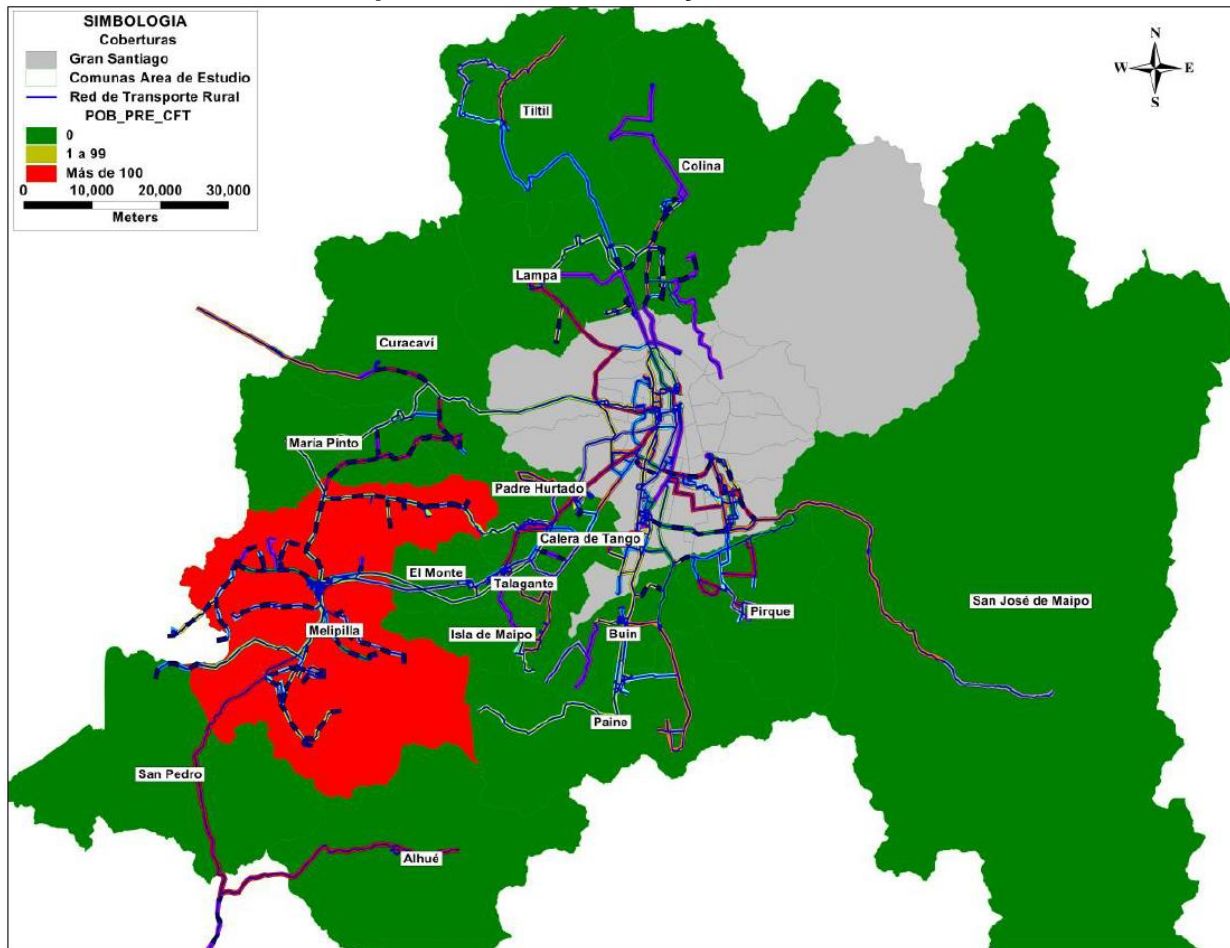 SIMBOLOGIA
Coberturas
Gran Santiago
Comunas Area de Estudio
Red de Transporte Rural
POB_PRE_CFT
0
1 a 99
Más de 100
0 10,000 20,000 30,000
Meters
N
W E
S
Tiltil
Colina
Lampa
Curacaví
María Pinto
Padre Hurtado
Calera de Tango
El Monte
Talagante
San José de Maipo
Pirque
Melipilla
Isla de Maipo
Buin
Paine
San Pedro
Alhué